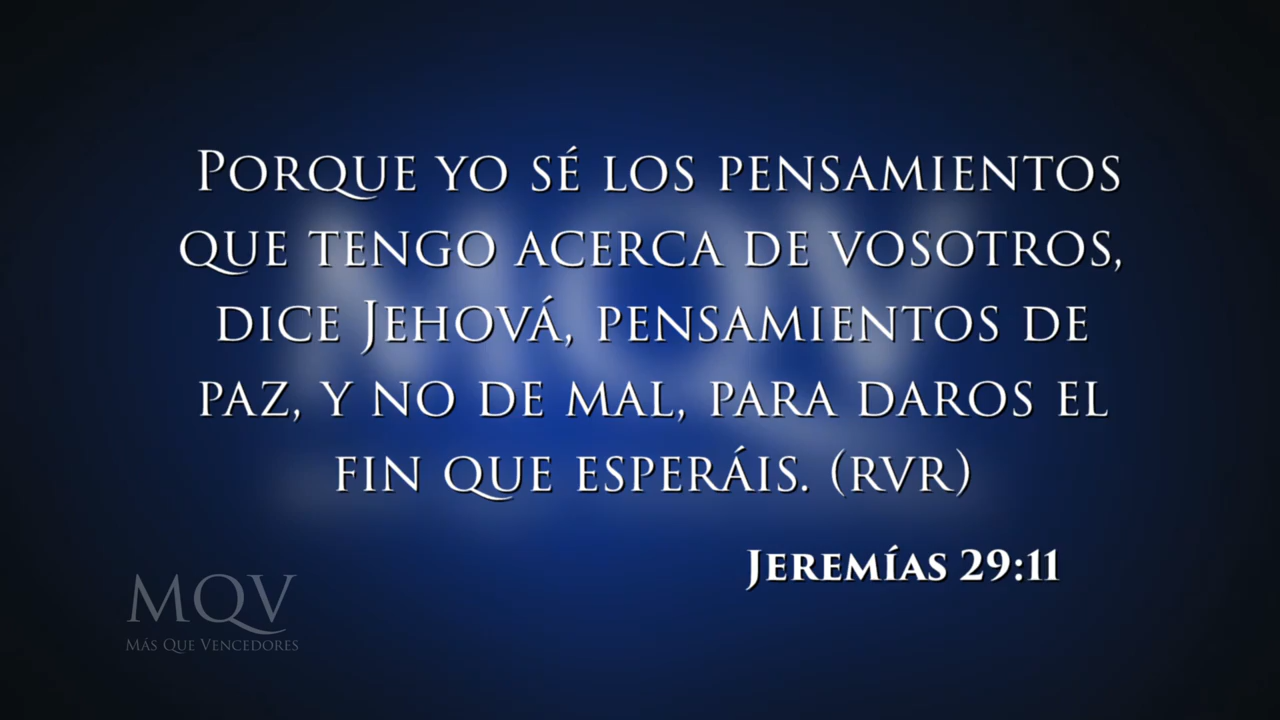 Porque yo sé los pensamientos
que tengo acerca de vosotros,
dice Jehová, pensamientos de
paz, y no de mal, para daros el
fin que esperáis. (rvr)
Jeremías 29:11
MQV
Más Que Vencedores